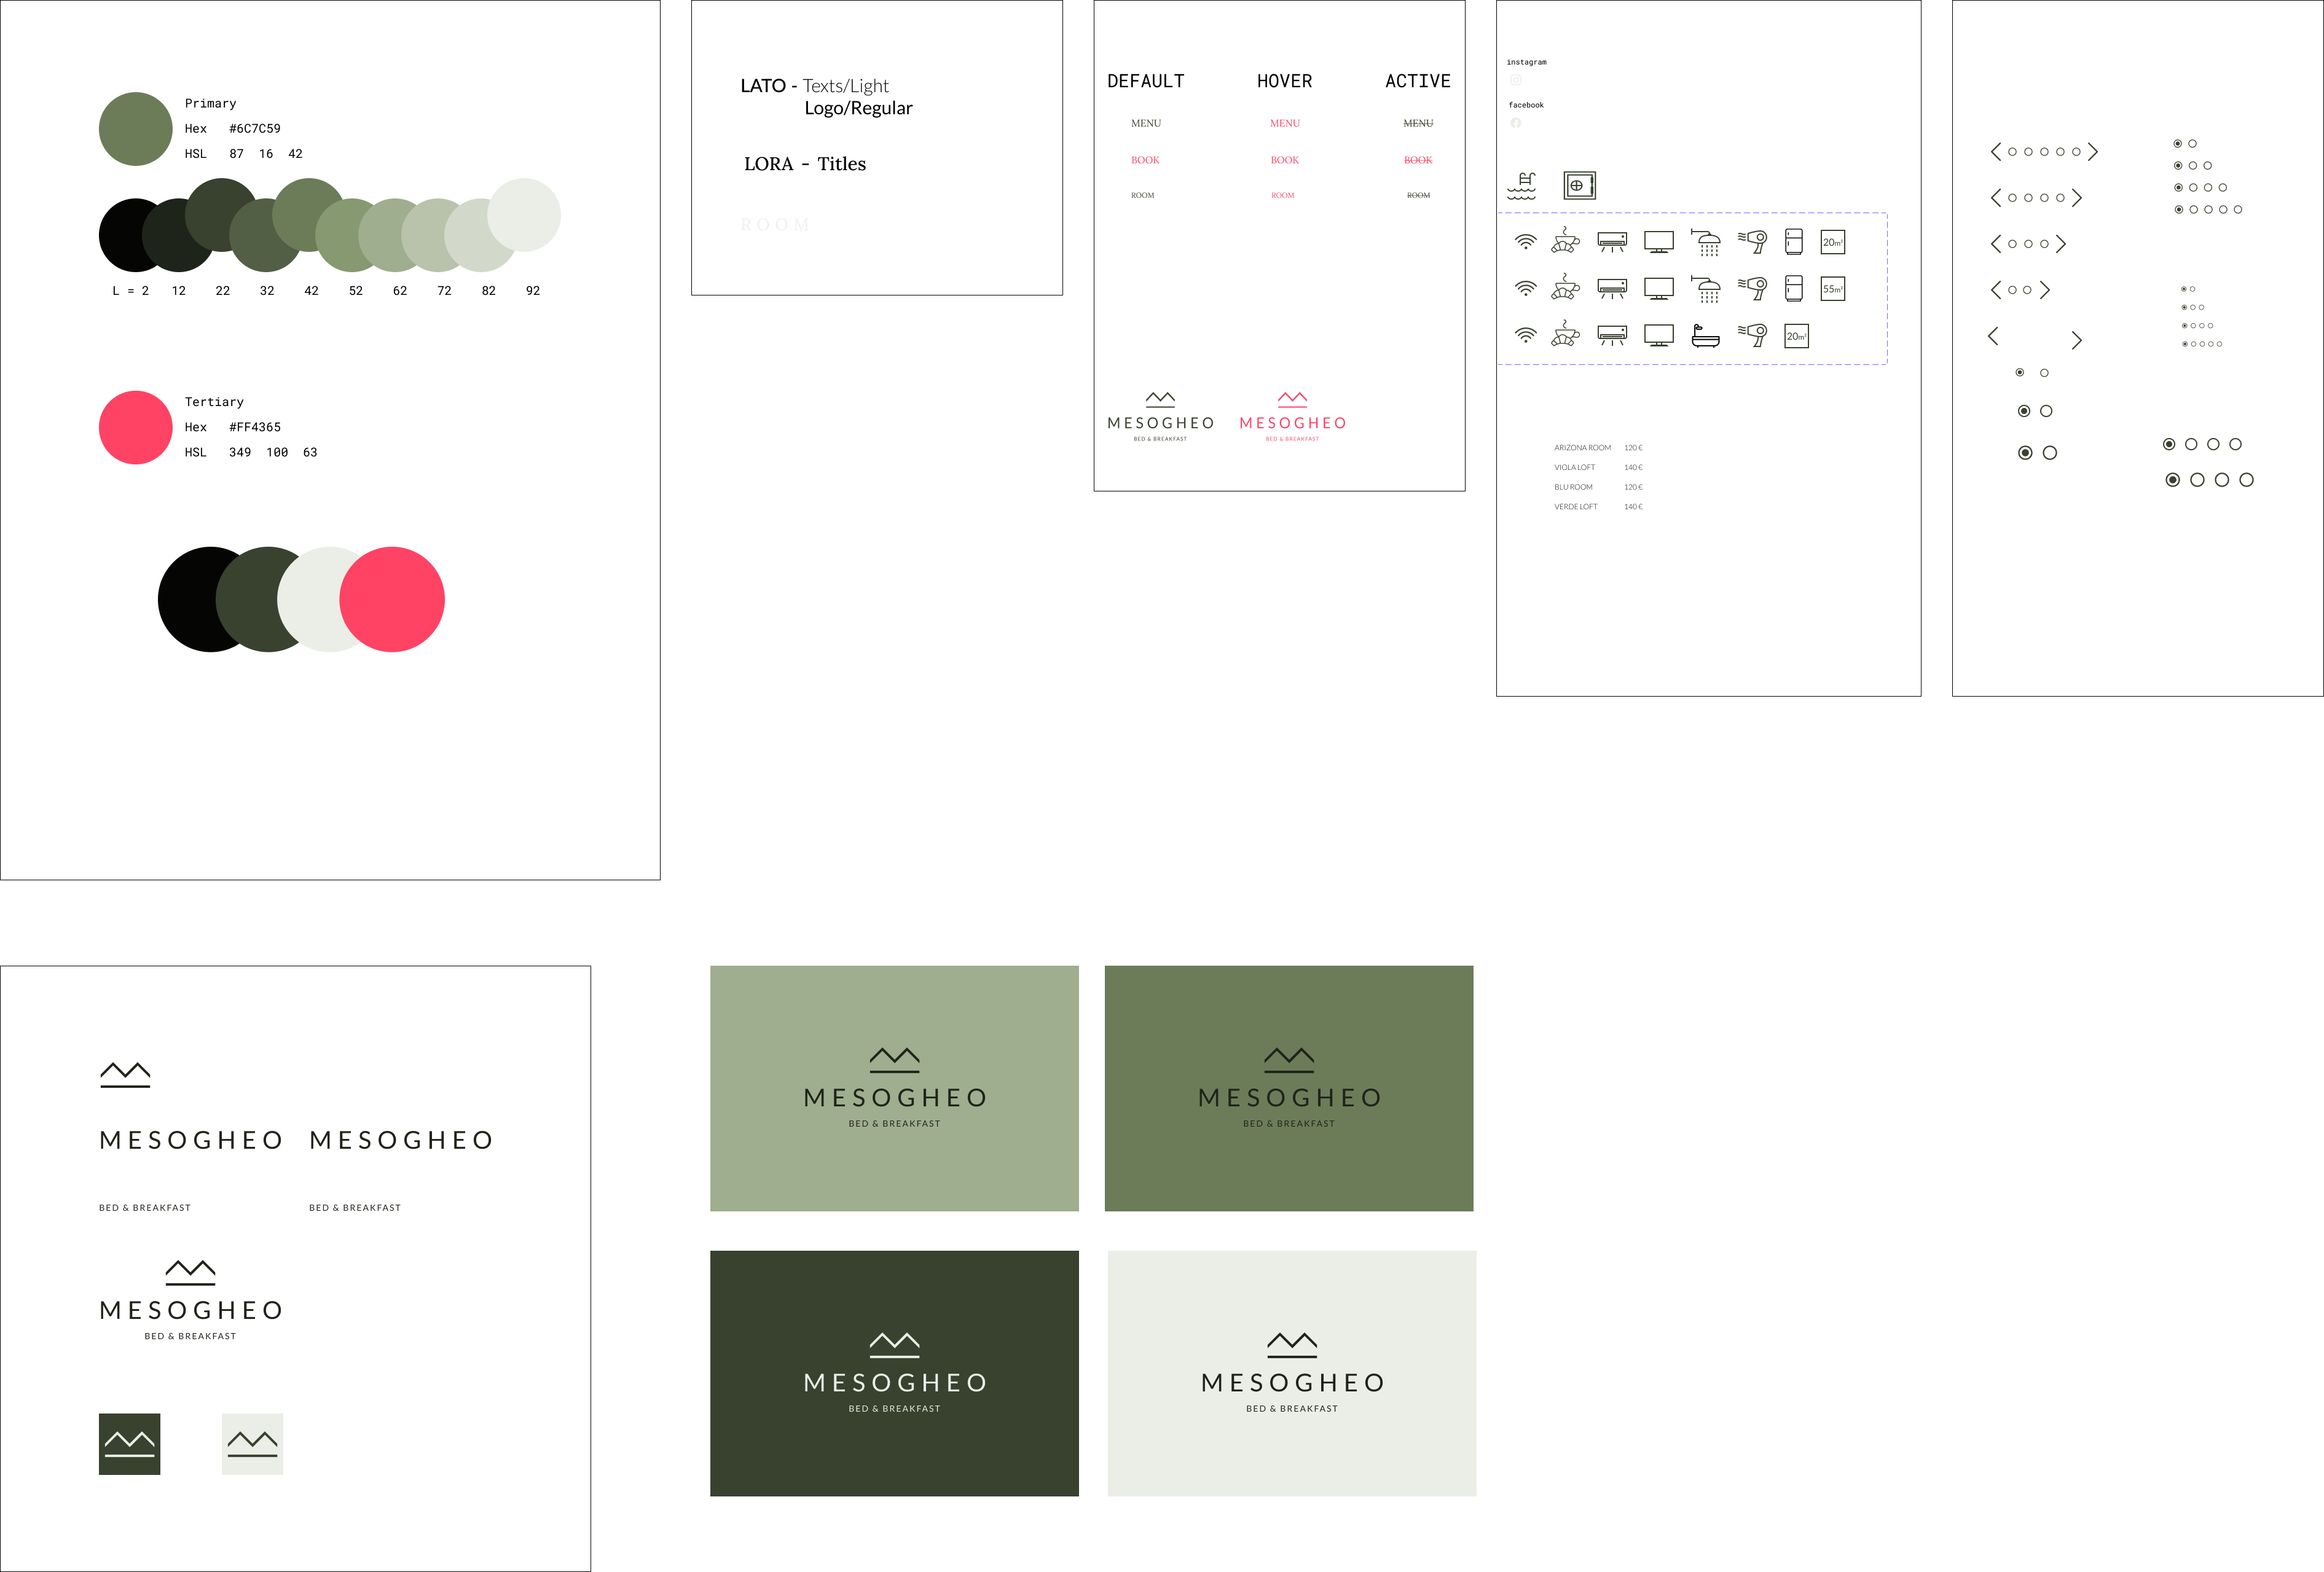 Primary
Hex #6C7C59
HSL 87 16 42
L = 2 12 22 32 42 52 62 72 82 92
Tertiary
Hex #FF4365
HSL 349 100 63
LATO - Texts/Light
Logo/Regular
LORA - Titles
ROOM
DEFAULT HOVER ACTIVE
MENU MENU MENU
BOOK BOOK BOOK
ROOM ROOM ROOM
MESOGHEO MESOGHEO
BED & BREAKFAST BED & BREAKFAST
instagram
facebook
20m²
55m²
20m²
ARIZONA ROOM 120 €
VIOLA LOFT 140 €
BLU ROOM 120 €
VERDE LOFT 140 €
MESOGHEO MESOGHEO
BED & BREAKFAST BED & BREAKFAST
MESOGHEO
BED & BREAKFAST
MESOGHEO
BED & BREAKFAST
MESOGHEO
BED & BREAKFAST
MESOGHEO
BED & BREAKFAST
MESOGHEO
BED & BREAKFAST